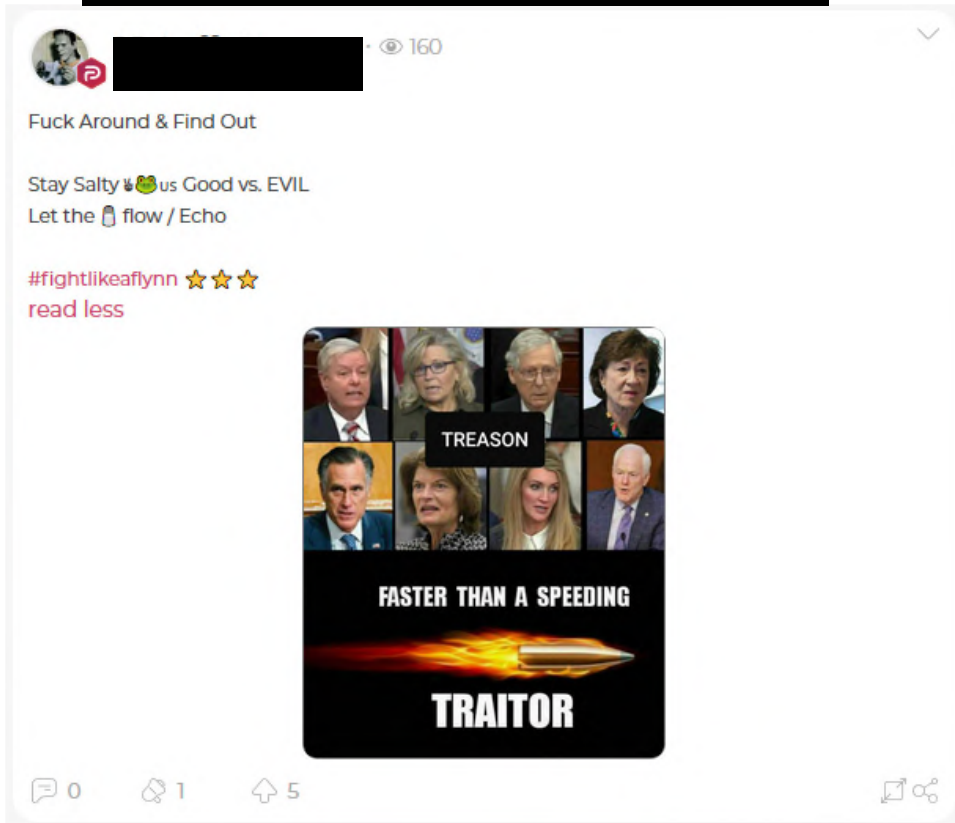 160
Fuck Around & Find Out
Stay Salty ✌🐸us Good vs. EVIL
Let the 🧂 flow / Echo
#fightlikeaflynn ⭐⭐⭐
read less
TREASON
FASTER THAN A SPEEDING
TRAITOR
0 1 5